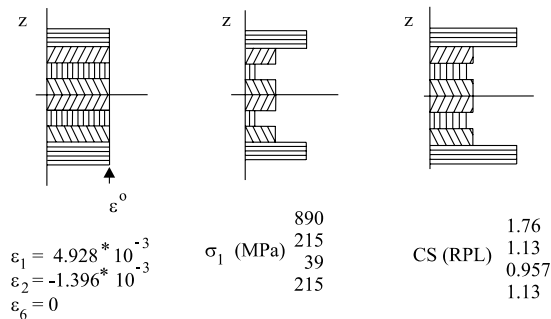 z
z
z
ε°
ε₁ = 4.928 * 10⁻³
ε₂ = -1.396 * 10⁻³
ε₆ = 0
σ₁ (MPa)
890
215
39
215
CS (RPL)
1.76
1.13
0.957
1.13